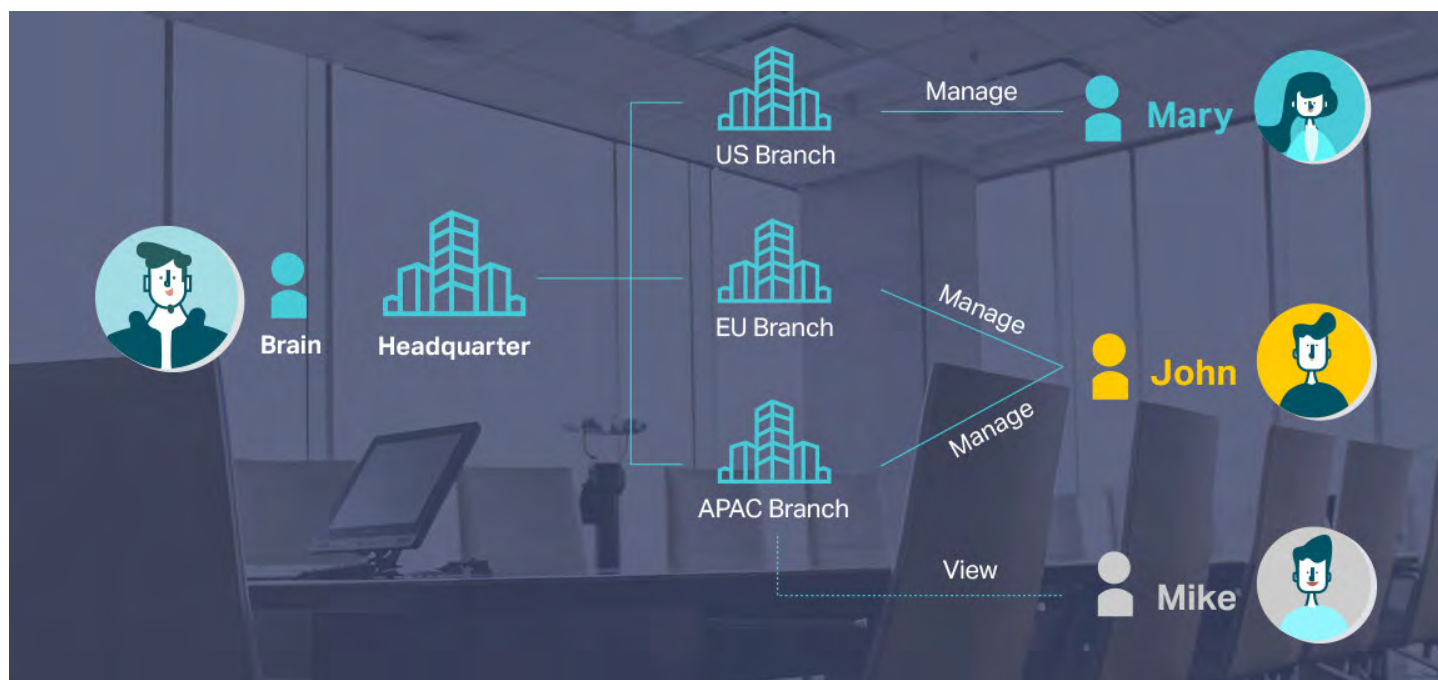 US Branch
Manage
Mary
Brain
Headquarter
EU Branch
Manage
John
APAC Branch
Manage
View
Mike